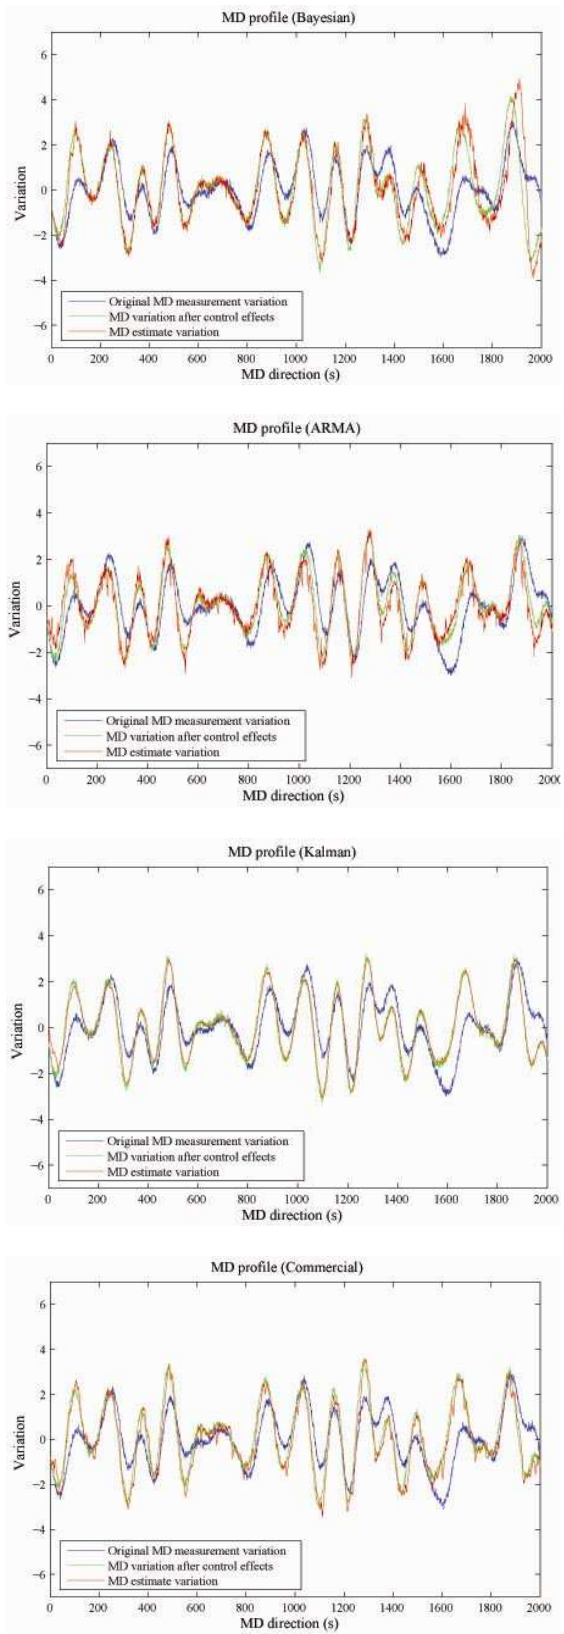 MD profile (Bayesian)
6
4
2
0
−2
−4
−6
Variation
Original MD measurement variation
MD variation after control effects
MD estimate variation
0 200 400 600 800 1000 1200 1400 1600 1800 2000
MD direction (s)
MD profile (ARMA)
6
4
2
0
−2
−4
−6
Variation
Original MD measurement variation
MD variation after control effects
MD estimate variation
0 200 400 600 800 1000 1200 1400 1600 1800 2000
MD direction (s)
MD profile (Kalman)
6
4
2
0
−2
−4
−6
Variation
Original MD measurement variation
MD variation after control effects
MD estimate variation
0 200 400 600 800 1000 1200 1400 1600 1800 2000
MD direction (s)
MD profile (Commercial)
6
4
2
0
−2
−4
−6
Variation
Original MD measurement variation
MD variation after control effects
MD estimate variation
0 200 400 600 800 1000 1200 1400 1600 1800 2000
MD direction (s)